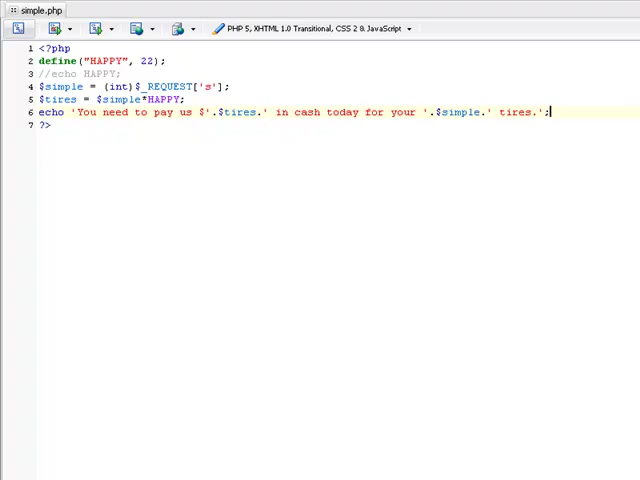 simple.php
PHP 5, XHTML 1.0 Transitional, CSS 2 & JavaScript
1 <?php
2 define("HAPPY", 22);
3 //echo HAPPY;
4 $simple = (int)$_REQUEST['s'];
5 $tires = $simple*HAPPY;
6 echo 'You need to pay us $'.$tires.' in cash today for your '.$simple.' tires.';
7 ?>